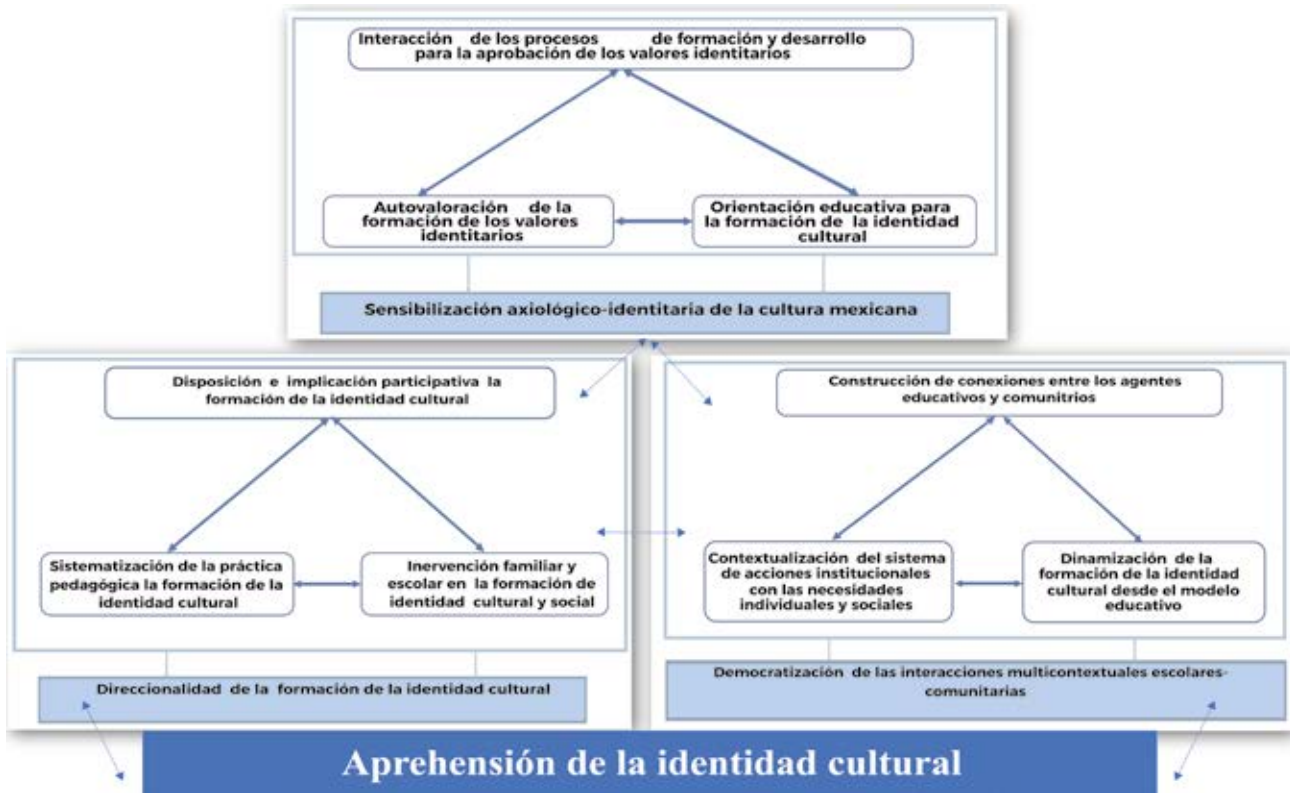 Interacción de los procesos de formación y desarrollo
para la aprobación de los valores identitarios
Autovaloración de la
formación de los valores
identitarios
Orientación educativa para
la formación de la identidad
cultural
Sensibilización axiológico-identitaria de la cultura mexicana
Disposición e implicación participativa la
formación de la identidad cultural
Sistematización de la práctica
pedagógica la formación de la
identidad cultural
Inervención familiar y
escolar en la formación de
identidad cultural y social
Direccionalidad de la formación de la identidad cultural
Construcción de conexiones entre los agentes
educativos y comunitrios
Contextualización del sistema
de acciones institucionales
con las necesidades
individuales y sociales
Dinamización de la
formación de la identidad
cultural desde el modelo
educativo
Democratización de las interacciones multicontextuales escolares-
comunitarias
Aprehensión de la identidad cultural